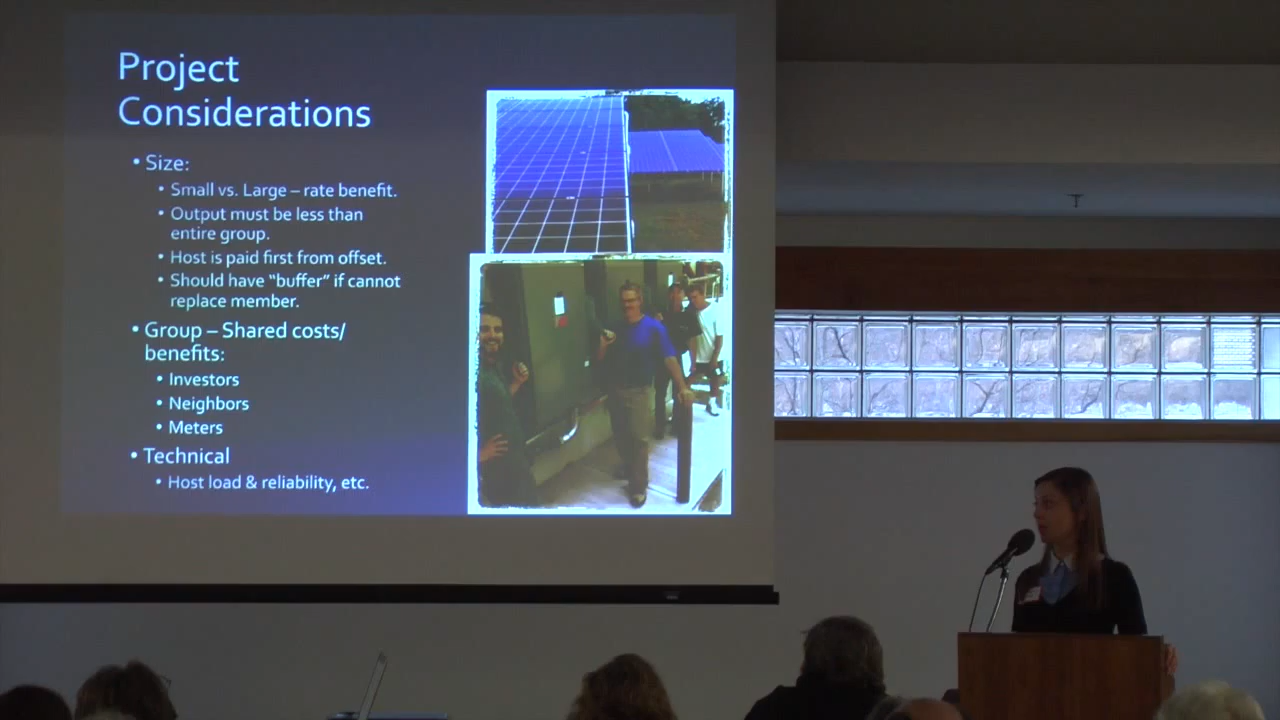 Project
Considerations
• Size:
• Small vs. Large – rate benefit.
• Output must be less than
entire group.
• Host is paid first from offset.
• Should have “buffer” if cannot
replace member.
• Group – Shared costs/
benefits:
• Investors
• Neighbors
• Meters
• Technical
• Host load & reliability, etc.